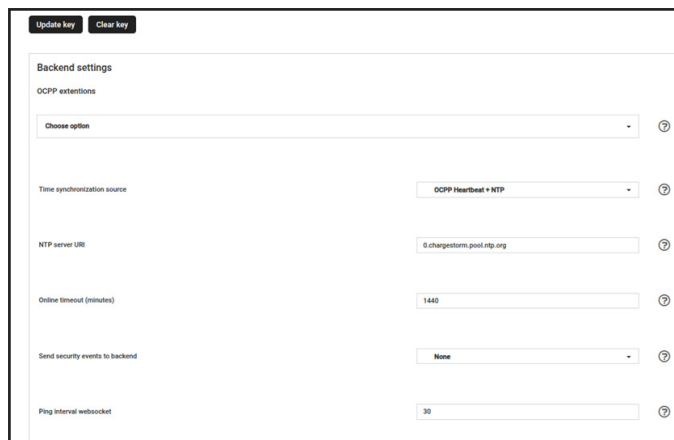 Update key Clear key
Backend settings
OCPP extentions
Choose option
Time synchronization source OCPP Heartbeat + NTP
NTP server URI 0.chargestorm.pool.ntp.org
Online timeout (minutes) 1440
Send security events to backend None
Ping interval websocket 30